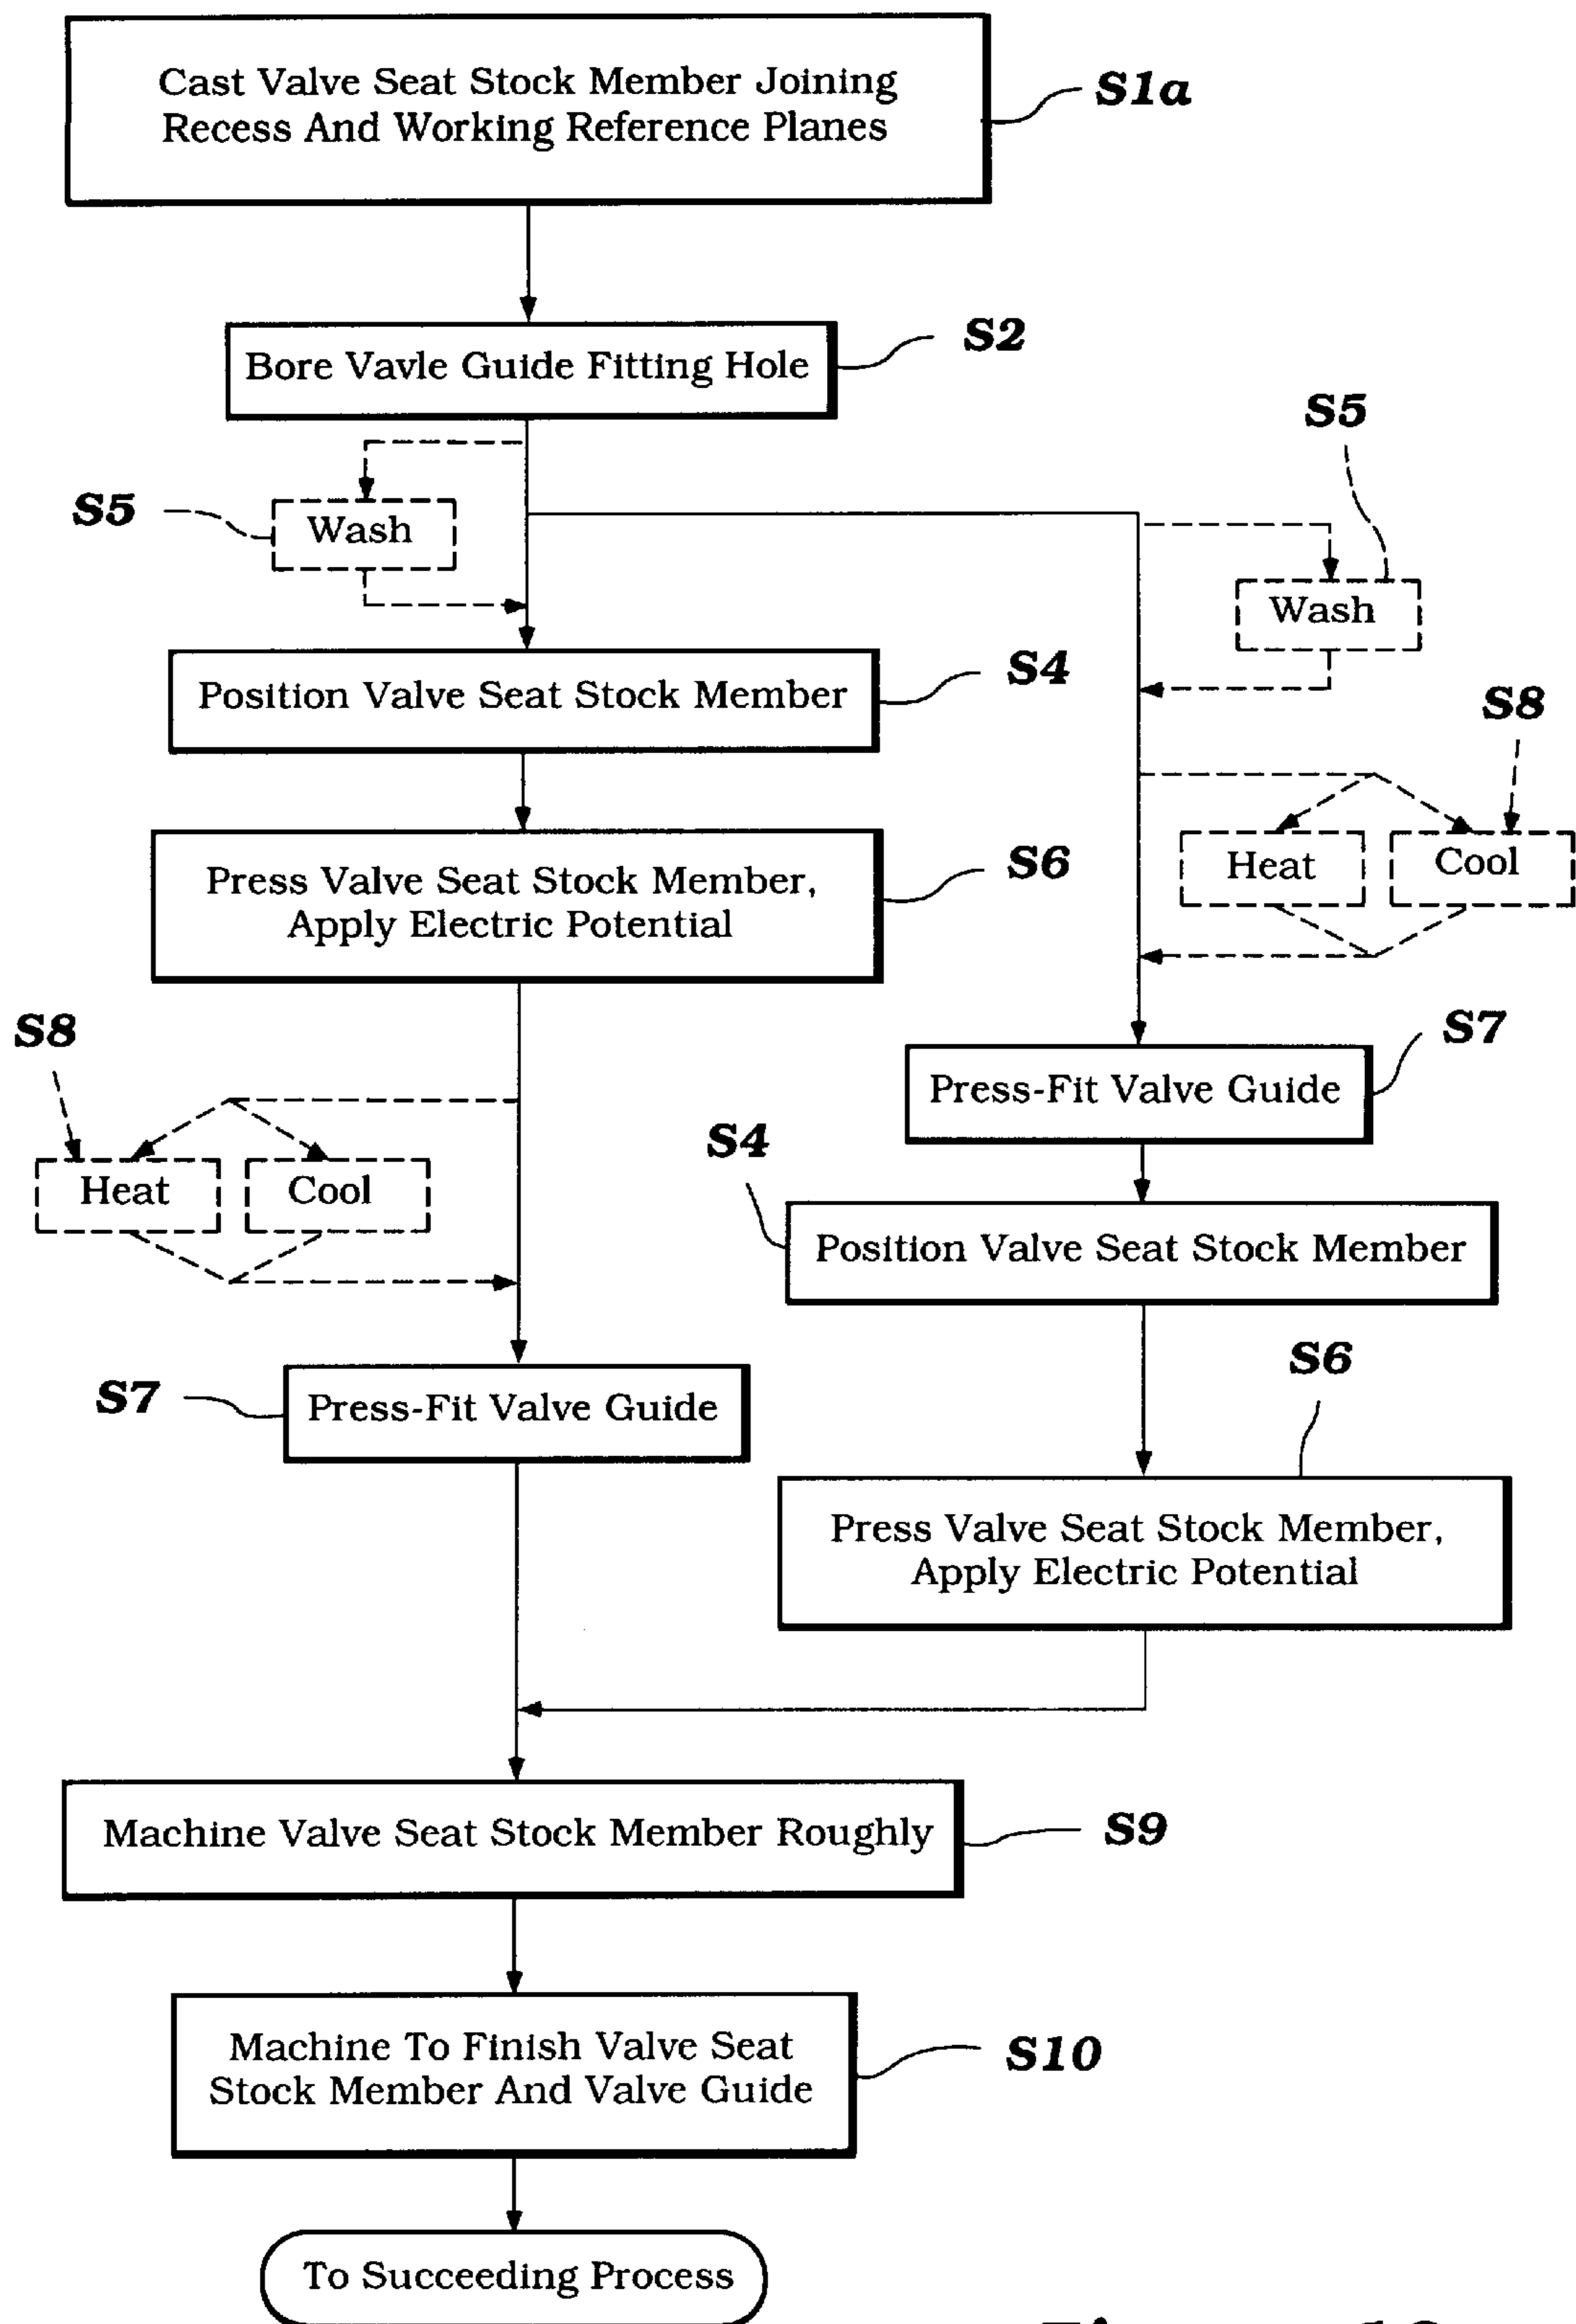 Cast Valve Seat Stock Member Joining
Recess And Working Reference Planes
S1a
Bore Vavle Guide Fitting Hole
S2
S5
Wash
S5
Wash
Position Valve Seat Stock Member
S4
S8
Press Valve Seat Stock Member,
Apply Electric Potential
S6
Heat
Cool
S8
Heat
Cool
Press-Fit Valve Guide
S7
S4
Position Valve Seat Stock Member
S7
Press-Fit Valve Guide
S6
Press Valve Seat Stock Member,
Apply Electric Potential
Machine Valve Seat Stock Member Roughly
S9
Machine To Finish Valve Seat
Stock Member And Valve Guide
S10
To Succeeding Process